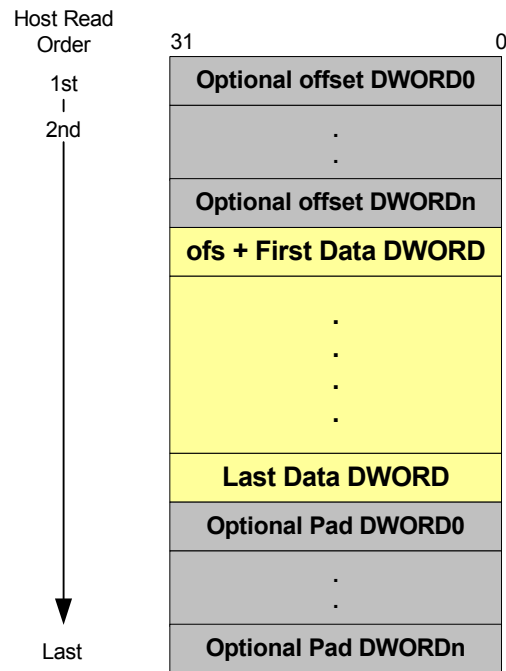 Host Read
Order
31 0
1st
2nd
Optional offset DWORD0
.
.
Optional offset DWORDn
ofs + First Data DWORD
.
.
.
.
Last Data DWORD
Optional Pad DWORD0
.
.
Last
Optional Pad DWORDn